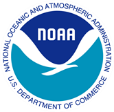 NATIONAL OCEANIC AND ATMOSPHERIC ADMINISTRATION
NOAA
U.S. DEPARTMENT OF COMMERCE